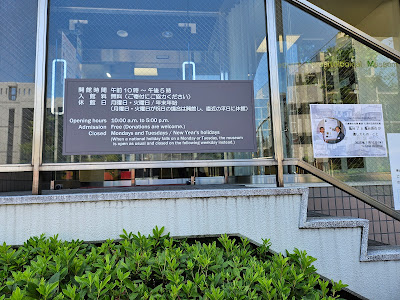 開館時間 午前10時～午後5時
入館料 無料（ご寄付にご協力ください）
休館日 月曜日・火曜日／年末年始
（月曜日・火曜日が祝日の場合は開館し、直近の平日に休館）
Opening hours 10:00 a.m. to 5:00 p.m.
Admission Free (Donations are welcome.)
Closed Mondays and Tuesdays / New Year's holidays
(When a national holiday falls on a Monday or Tuesday, the museum
is open as usual and closed on the following weekday instead.)